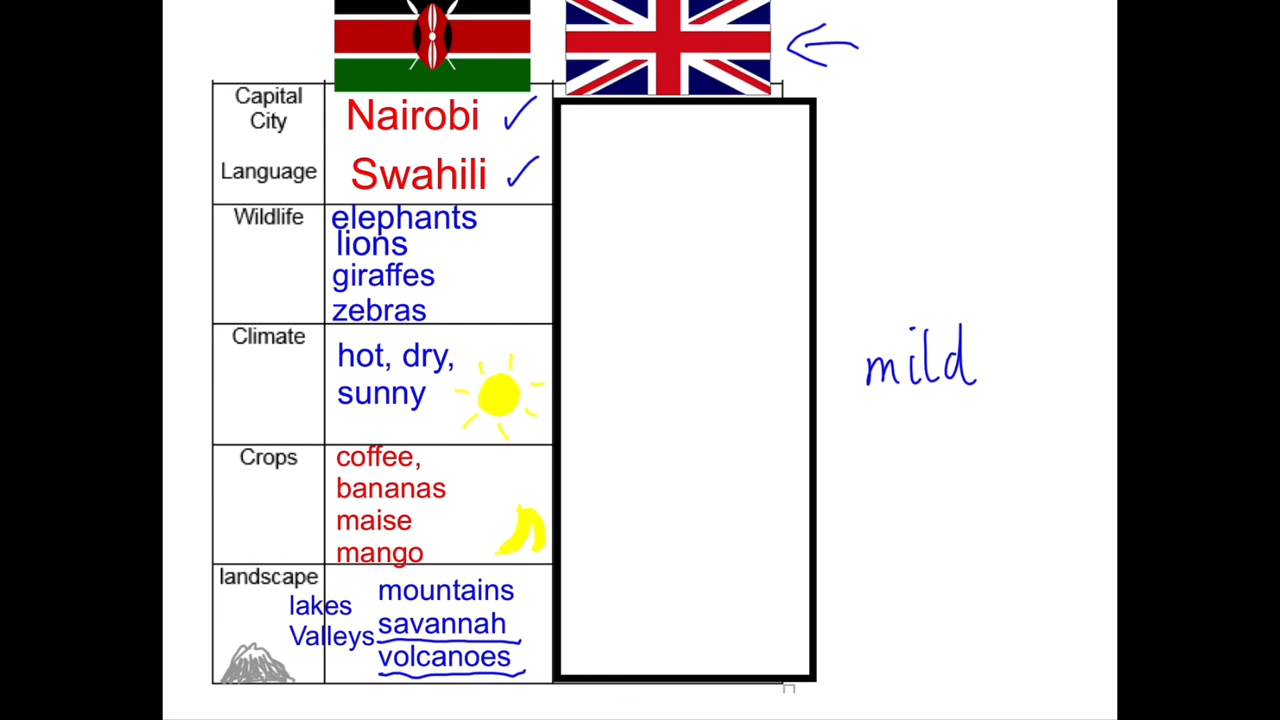 Capital
City
Nairobi
Language
Swahili
Wildlife
elephants
lions
giraffes
zebras
Climate
hot, dry,
sunny
mild
Crops
coffee,
bananas
maise
mango
landscape
lakes
Valleys
mountains
savannah
volcanoes